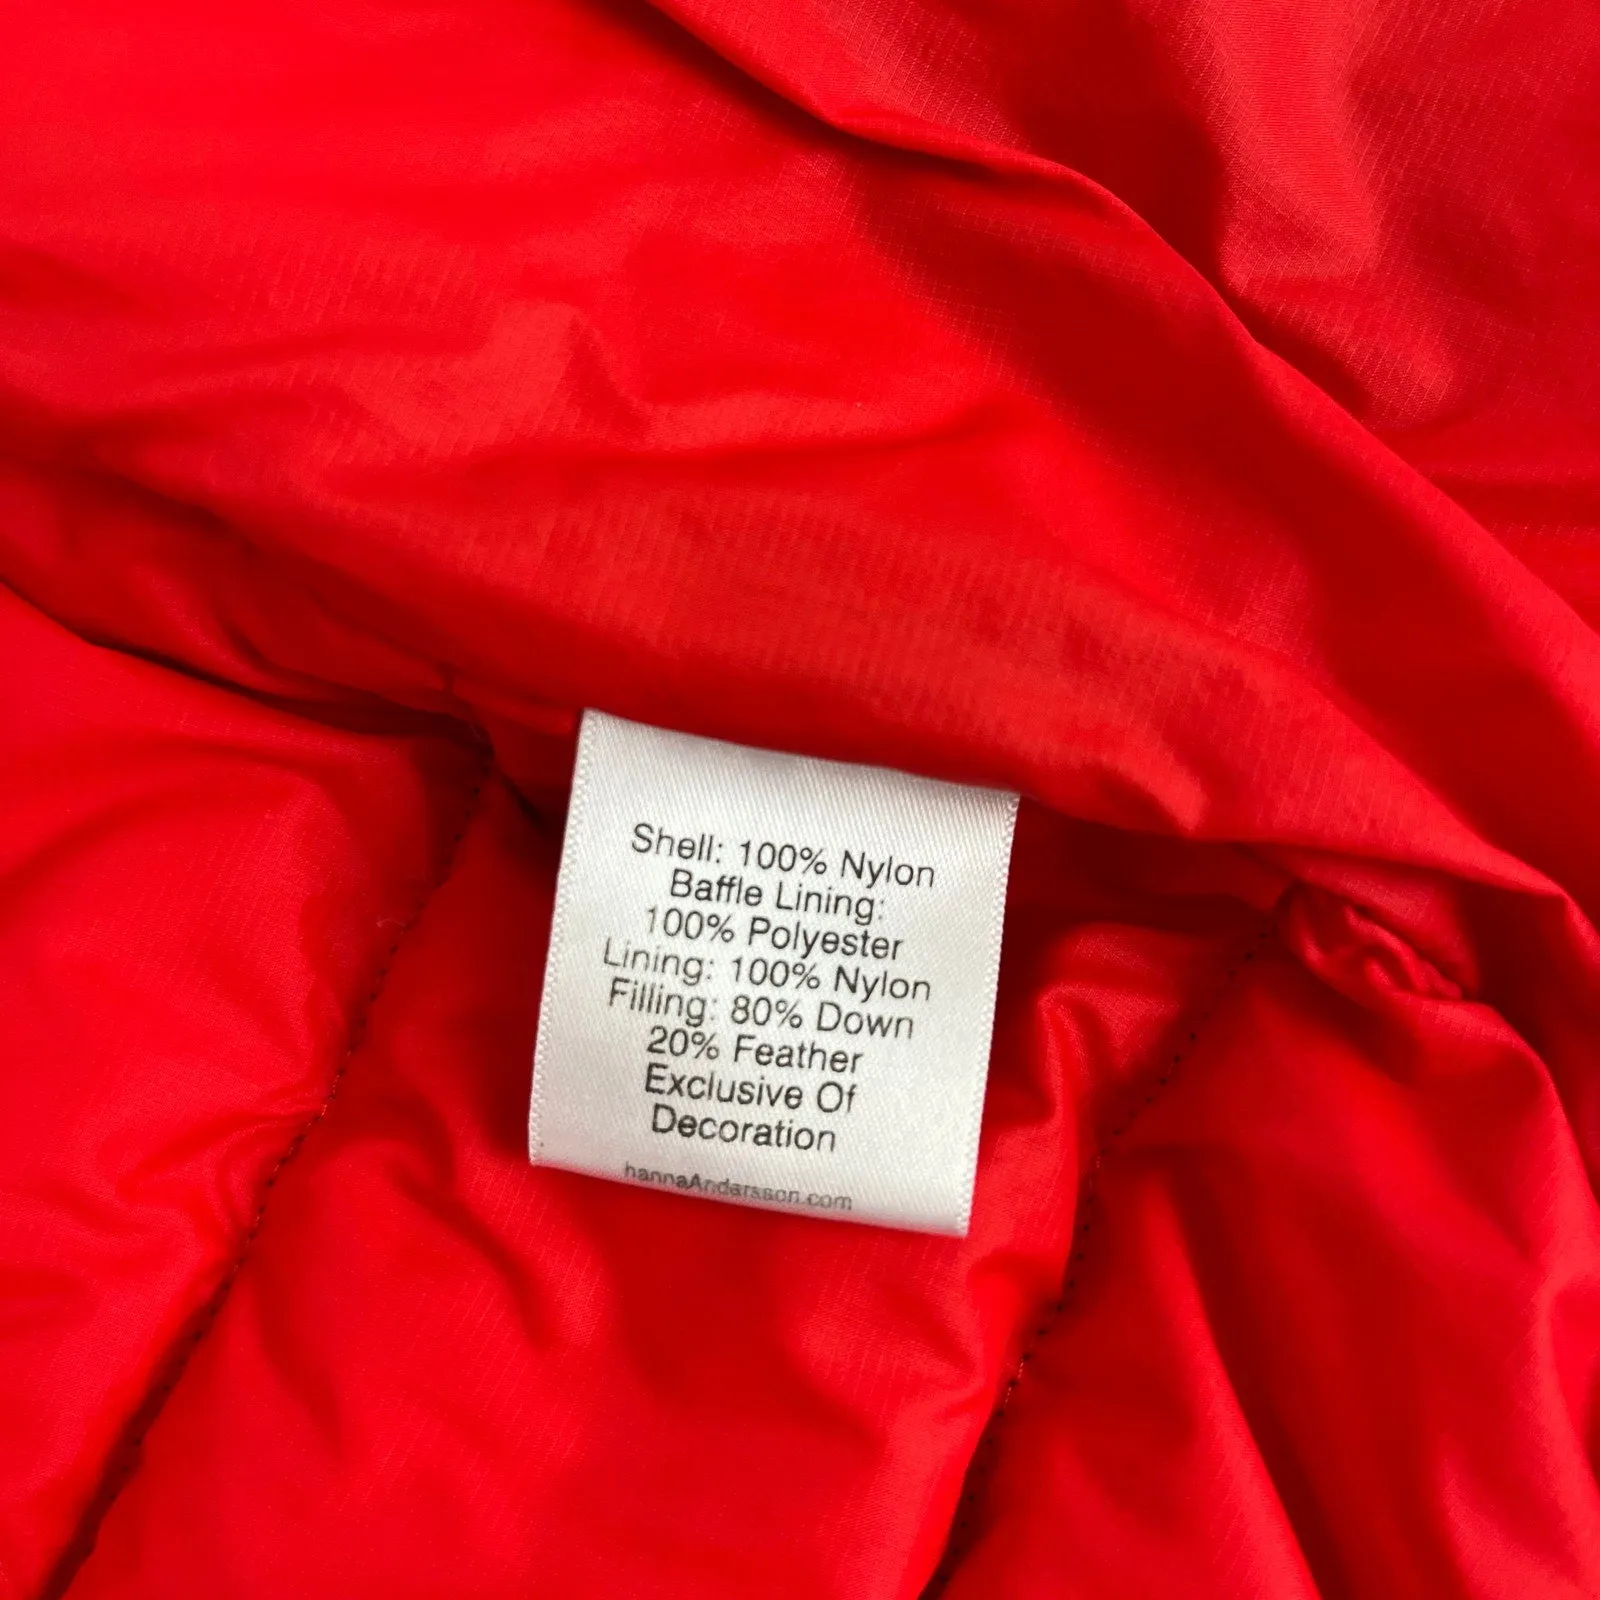 Shell: 100% Nylon
Baffle Lining:
100% Polyester
Lining: 100% Nylon
Filling: 80% Down
20% Feather
Exclusive Of
Decoration
hannaAndersson.com